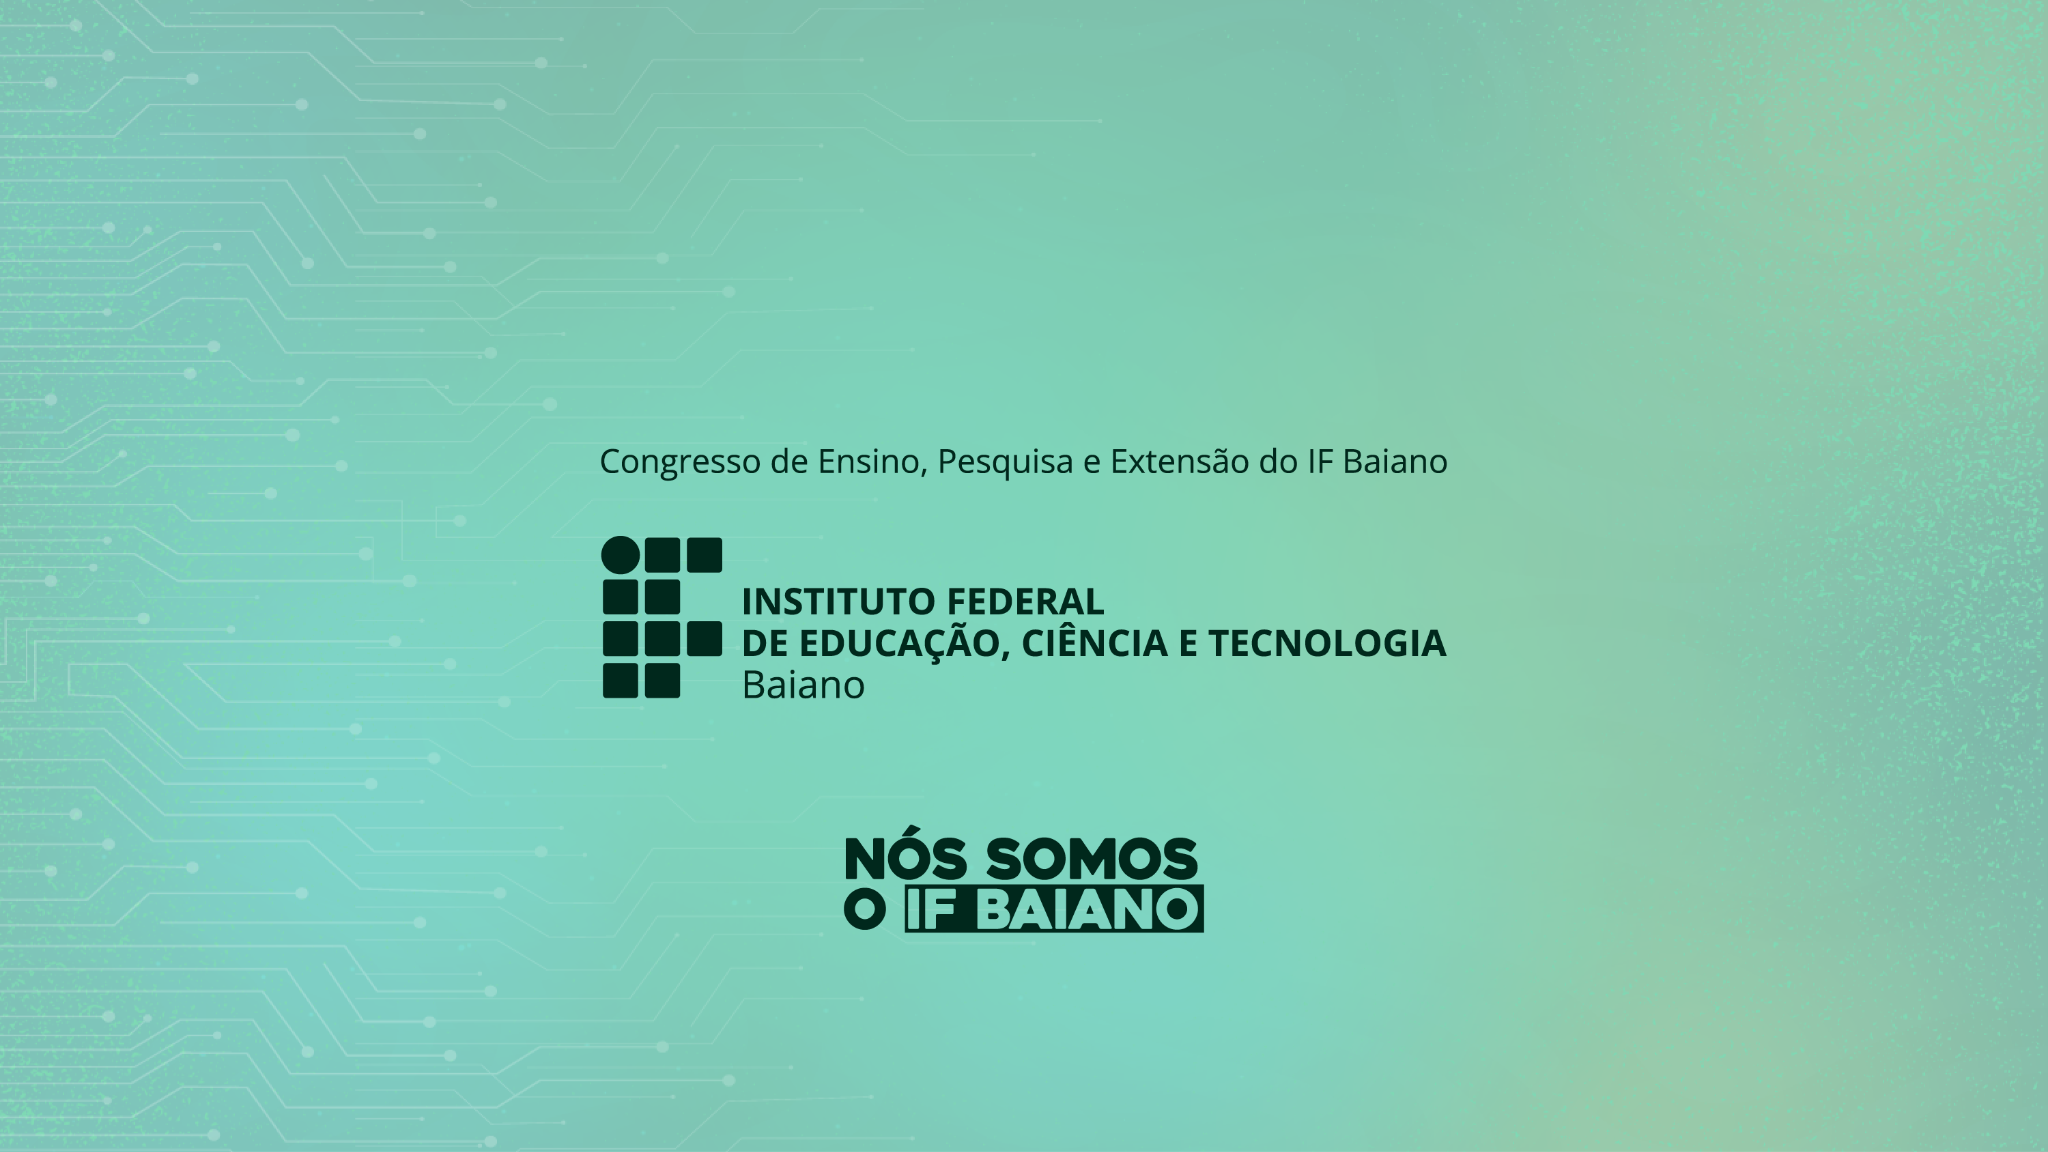 Congresso de Ensino, Pesquisa e Extensão do IF Baiano
INSTITUTO FEDERAL
DE EDUCAÇÃO, CIÊNCIA E TECNOLOGIA
Baiano
NÓS SOMOS
O IF BAIANO